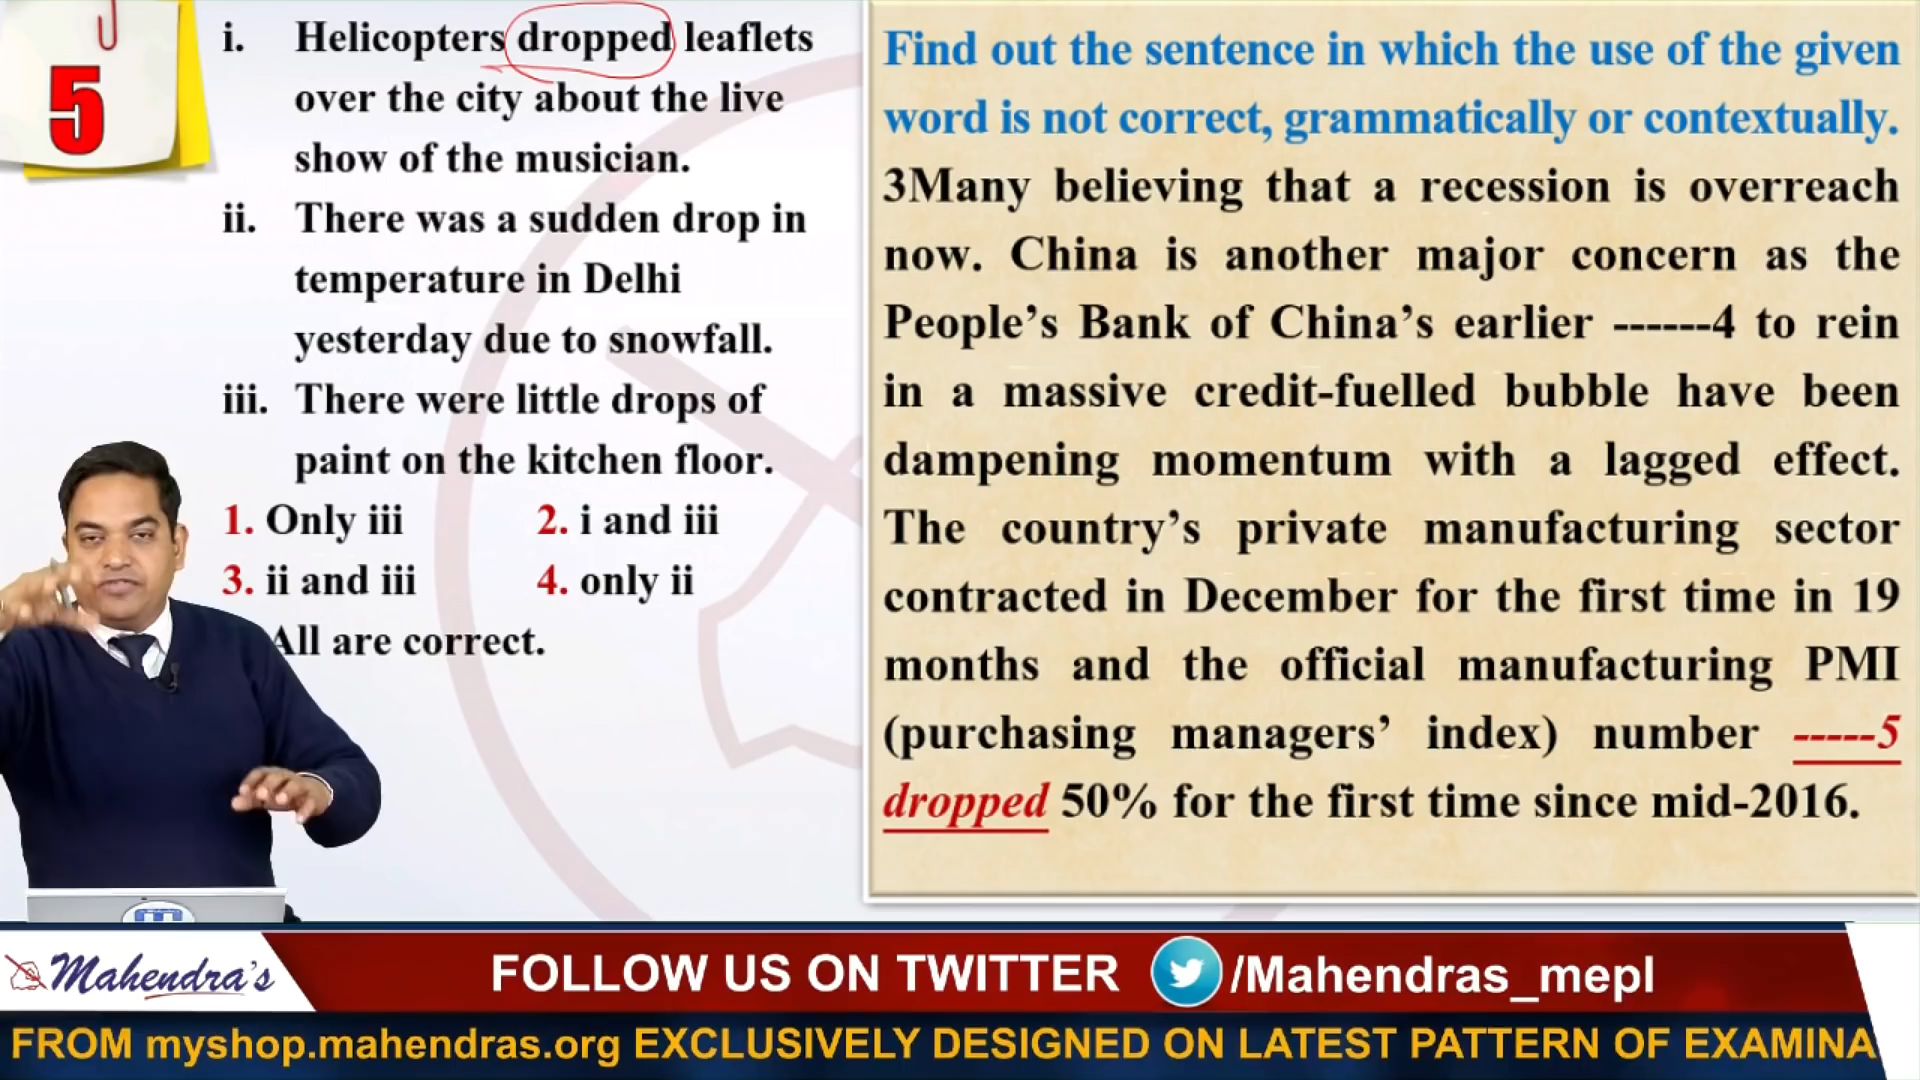 5
i. Helicopters dropped leaflets
over the city about the live
show of the musician.
ii. There was a sudden drop in
temperature in Delhi
yesterday due to snowfall.
iii. There were little drops of
paint on the kitchen floor.
1. Only iii 2. i and iii
3. ii and iii 4. only ii
All are correct.
Find out the sentence in which the use of the given
word is not correct, grammatically or contextually.
3Many believing that a recession is overreach
now. China is another major concern as the
People’s Bank of China’s earlier ------4 to rein
in a massive credit-fuelled bubble have been
dampening momentum with a lagged effect.
The country’s private manufacturing sector
contracted in December for the first time in 19
months and the official manufacturing PMI
(purchasing managers’ index) number -----5
dropped 50% for the first time since mid-2016.
Mahendra's
FOLLOW US ON TWITTER /Mahendras_mepl
FROM myshop.mahendras.org EXCLUSIVELY DESIGNED ON LATEST PATTERN OF EXAMINA